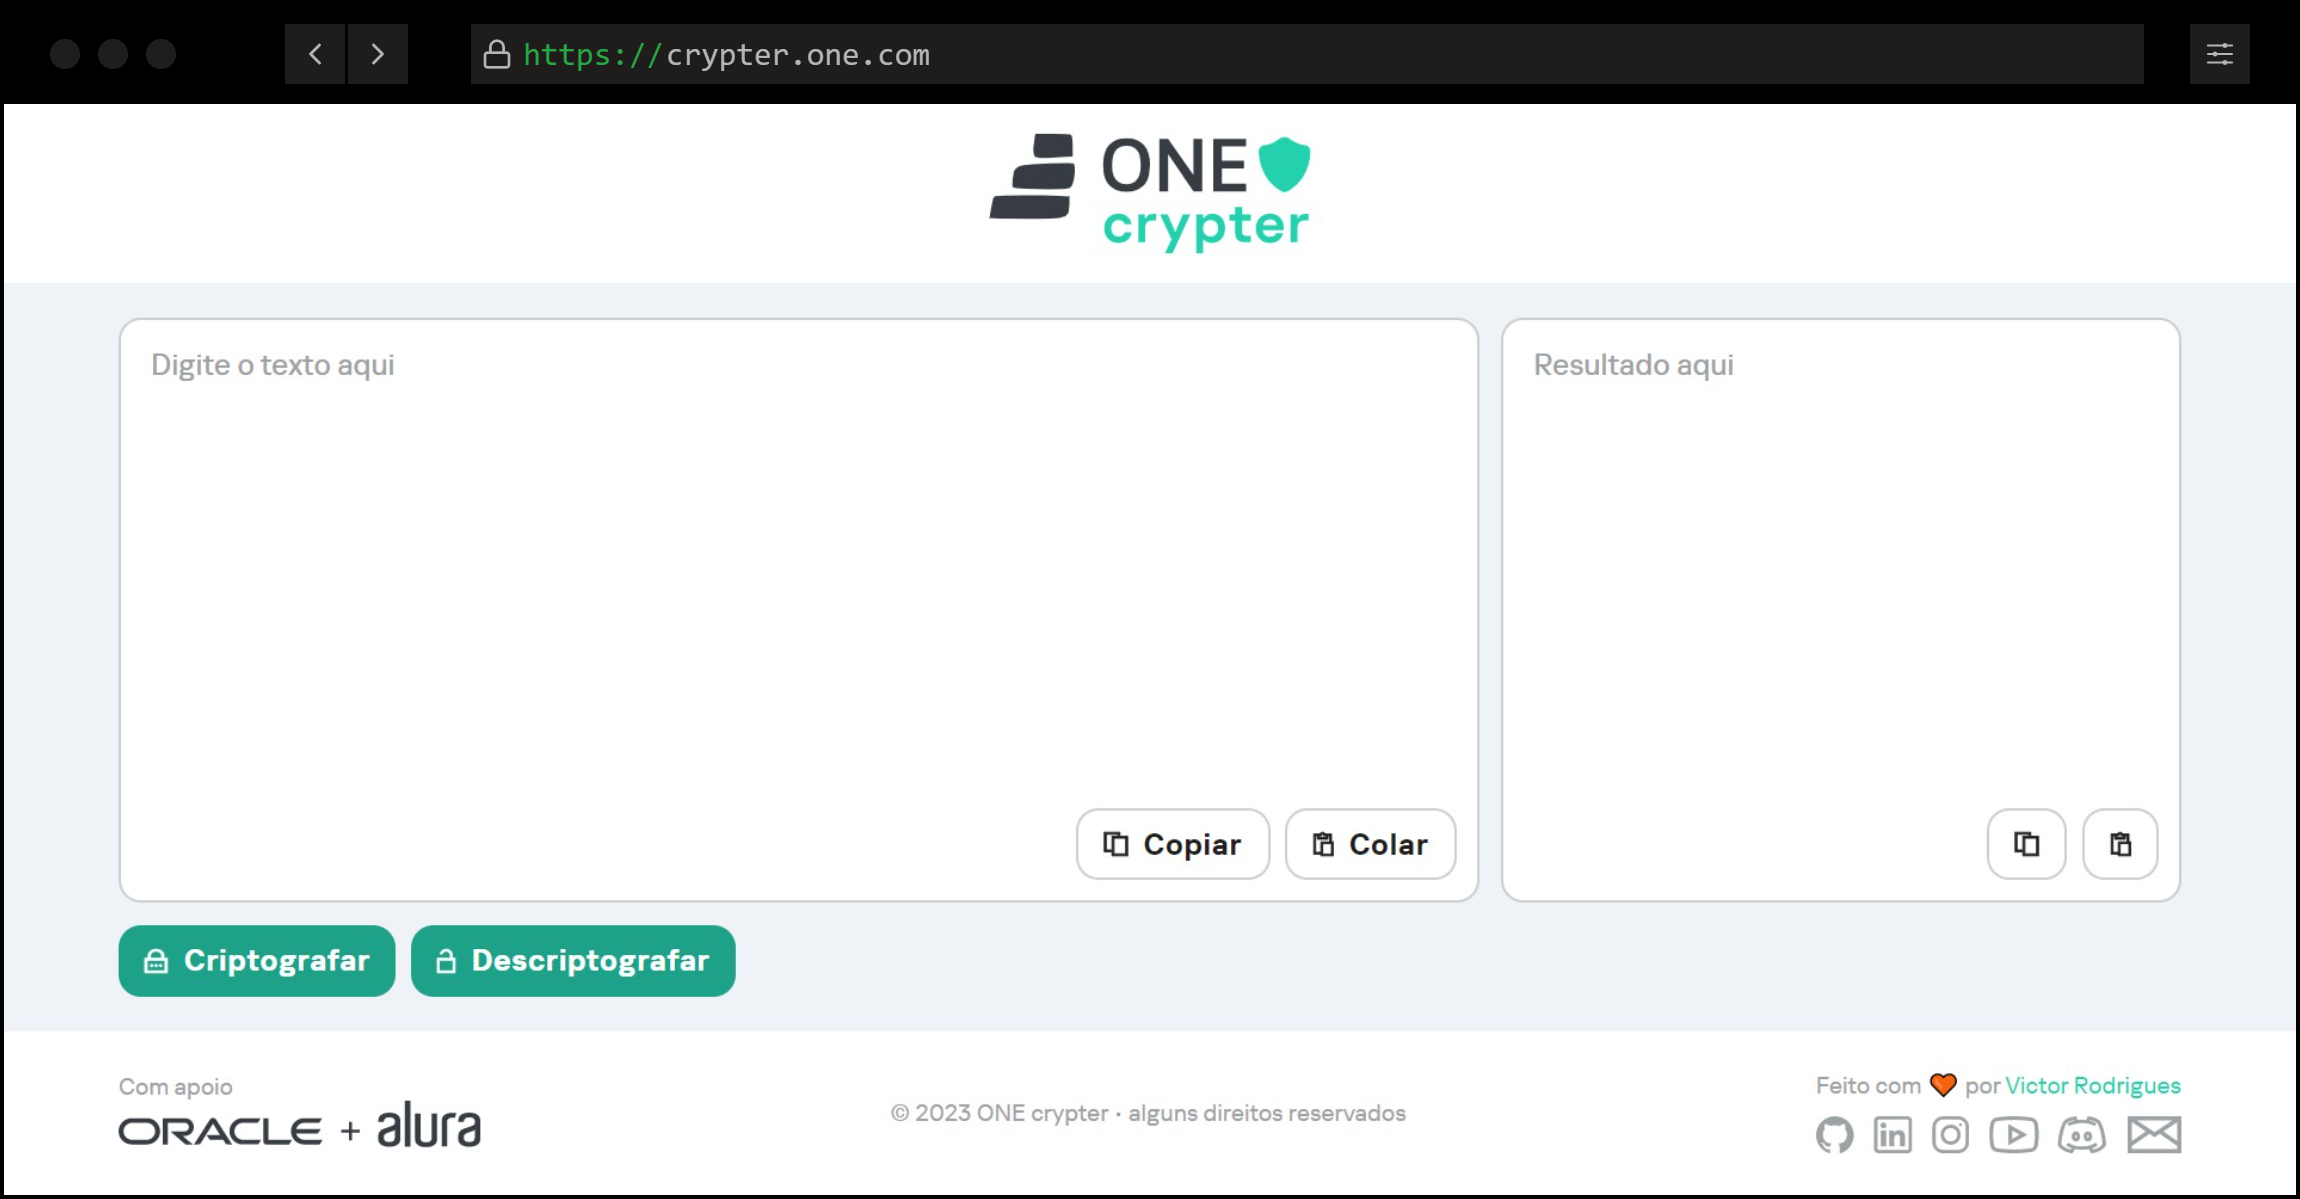 https://crypter.one.com
ONE
crypter
Digite o texto aqui
Resultado aqui
Copiar
Colar
Criptografar
Descriptografar
Com apoio
ORACLE + alura
© 2023 ONE crypter • alguns direitos reservados
Feito com 🧡 por Victor Rodrigues
in